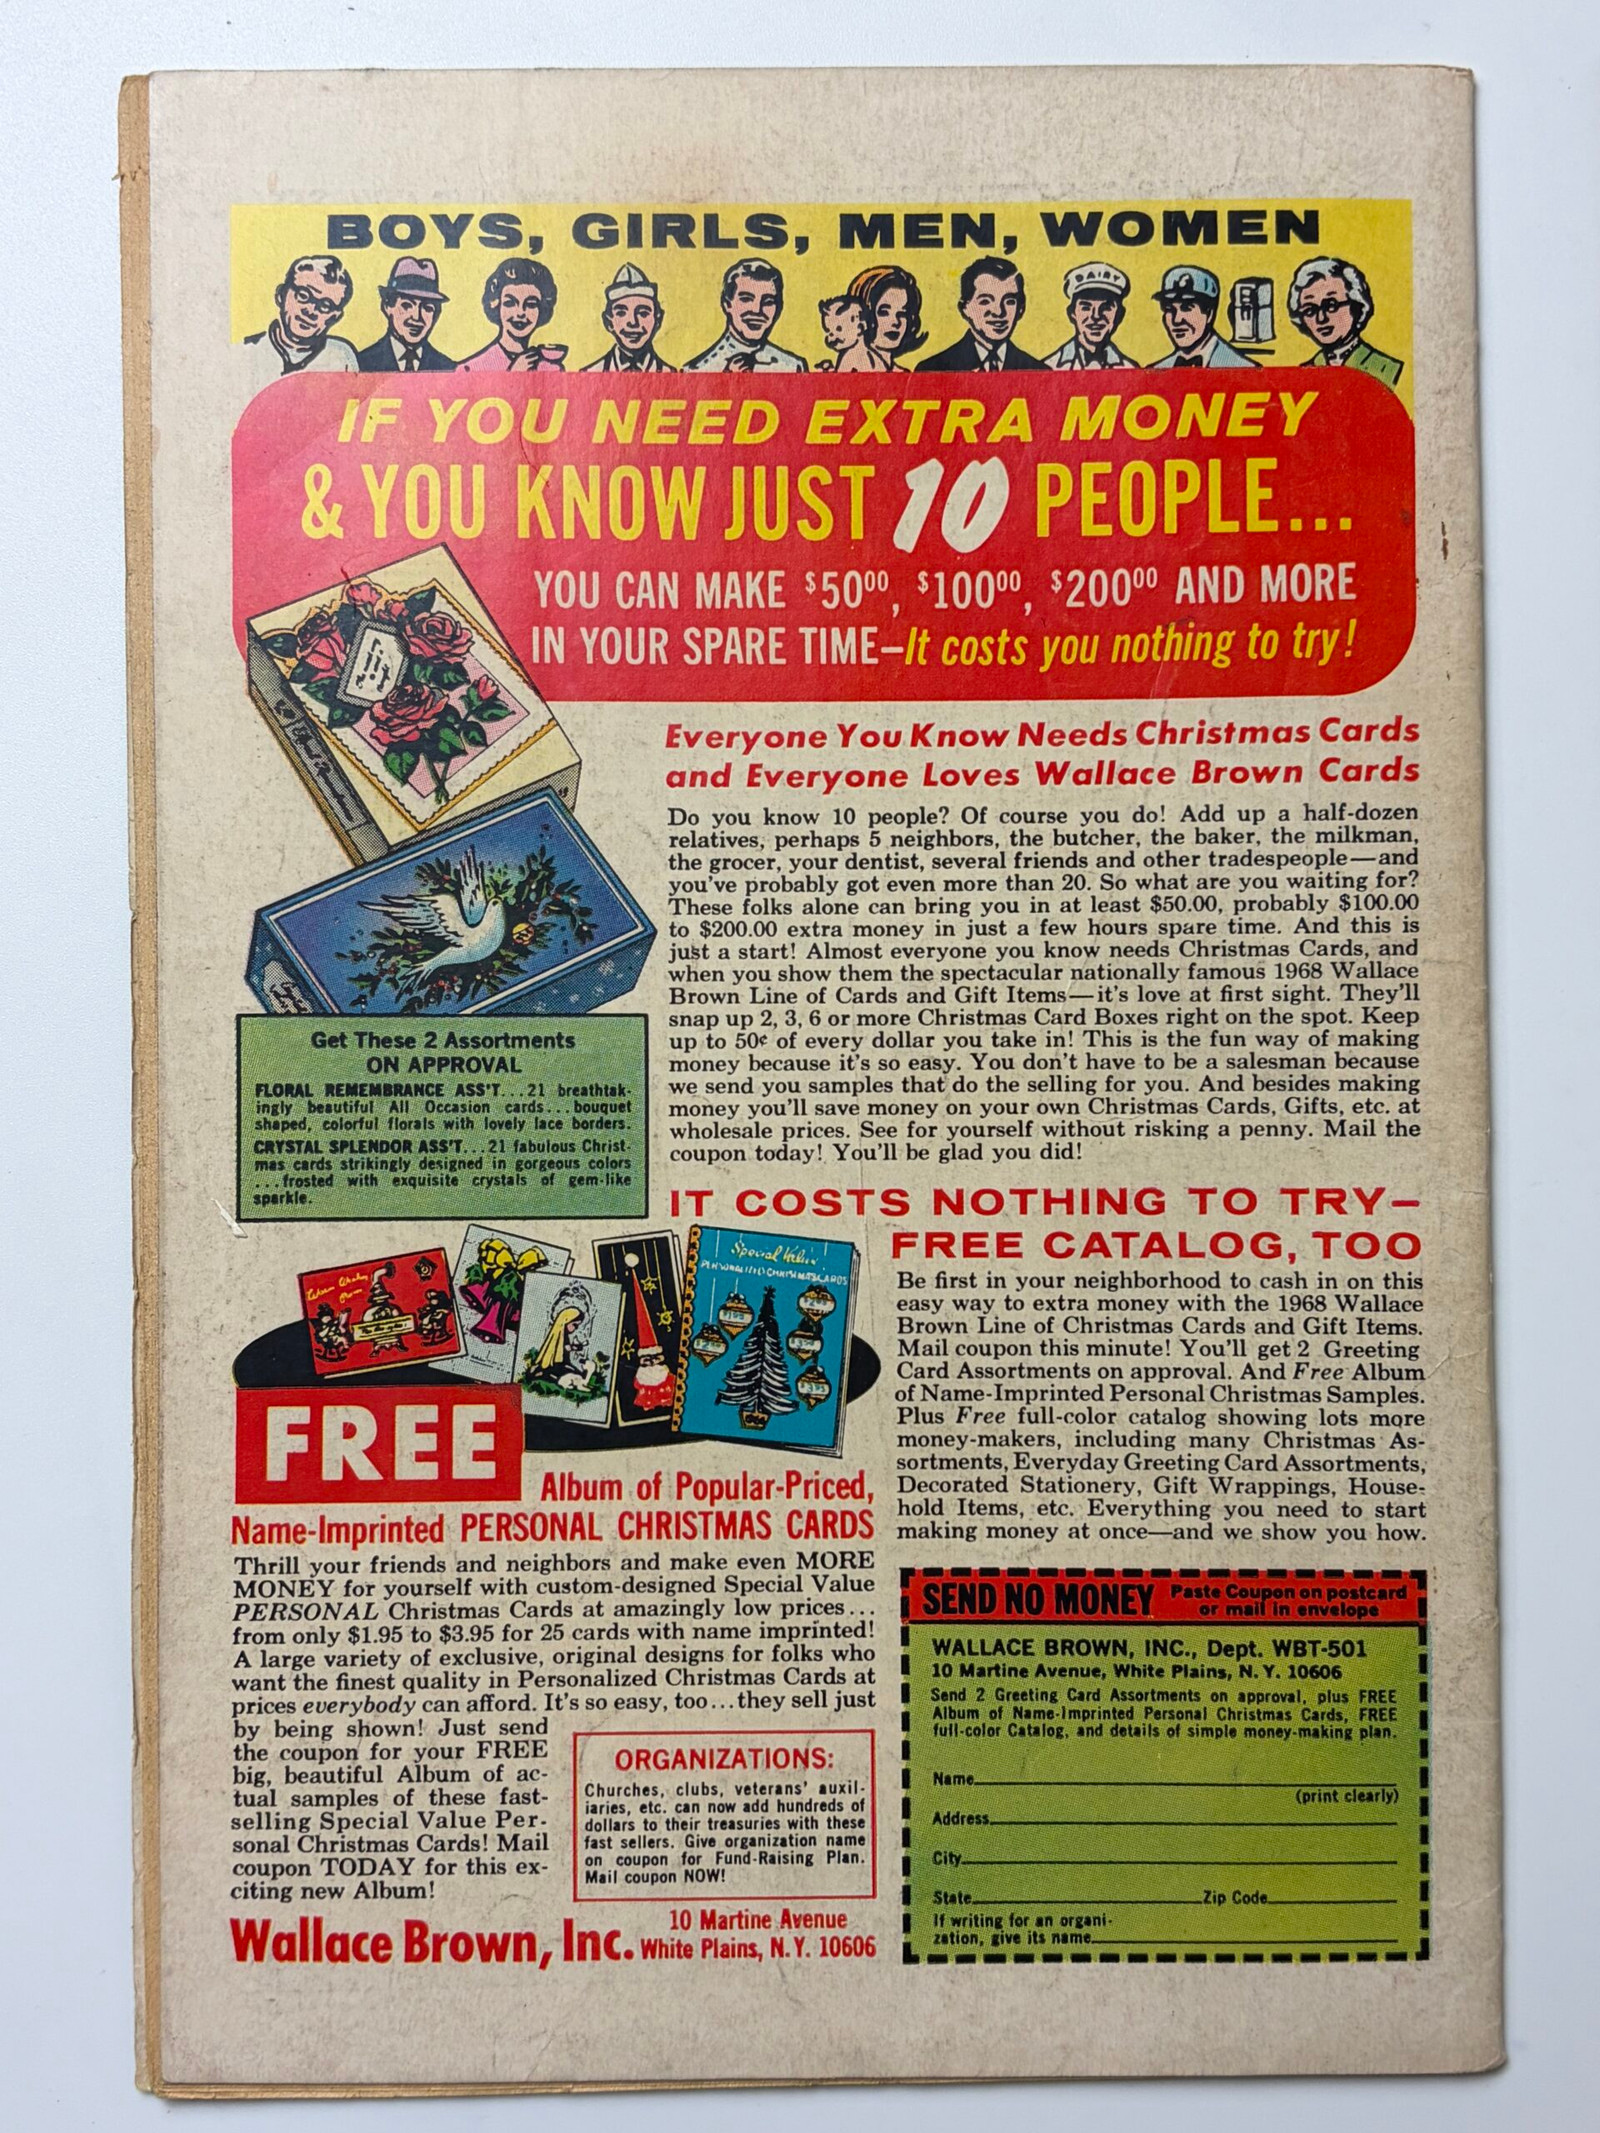 BOYS, GIRLS, MEN, WOMEN
DAIRY
IF YOU NEED EXTRA MONEY
& YOU KNOW JUST 10 PEOPLE...
YOU CAN MAKE $50⁰⁰, $100⁰⁰, $200⁰⁰ AND MORE
IN YOUR SPARE TIME—It costs you nothing to try!
Everyone You Know Needs Christmas Cards
and Everyone Loves Wallace Brown Cards
Do you know 10 people? Of course you do! Add up a half-dozen
relatives, perhaps 5 neighbors, the butcher, the baker, the milkman,
the grocer, your dentist, several friends and other tradespeople—and
you've probably got even more than 20. So what are you waiting for?
These folks alone can bring you in at least $50.00, probably $100.00
to $200.00 extra money in just a few hours spare time. And this is
just a start! Almost everyone you know needs Christmas Cards, and
when you show them the spectacular nationally famous 1968 Wallace
Brown Line of Cards and Gift Items—it's love at first sight. They'll
snap up 2, 3, 6 or more Christmas Card Boxes right on the spot. Keep
up to 50¢ of every dollar you take in! This is the fun way of making
money because it's so easy. You don't have to be a salesman because
we send you samples that do the selling for you. And besides making
money you'll save money on your own Christmas Cards, Gifts, etc. at
wholesale prices. See for yourself without risking a penny. Mail the
coupon today! You'll be glad you did!
Get These 2 Assortments
ON APPROVAL
FLORAL REMEMBRANCE ASS'T...21 breathtak-
ingly beautiful All Occasion cards...bouquet
shaped, colorful florals with lovely lace borders.
CRYSTAL SPLENDOR ASS'T...21 fabulous Christ-
mas cards strikingly designed in gorgeous colors
...frosted with exquisite crystals of gem-like
sparkle.
IT COSTS NOTHING TO TRY—
FREE CATALOG, TOO
Be first in your neighborhood to cash in on this
easy way to extra money with the 1968 Wallace
Brown Line of Christmas Cards and Gift Items.
Mail coupon this minute! You'll get 2 Greeting
Card Assortments on approval. And Free Album
of Name-Imprinted Personal Christmas Samples.
Plus Free full-color catalog showing lots more
money-makers, including many Christmas As-
sortments, Everyday Greeting Card Assortments,
Decorated Stationery, Gift Wrappings, House-
hold Items, etc. Everything you need to start
making money at once—and we show you how.
Special Value
PERSONALIZED CHRISTMAS CARDS
FREE
Album of Popular-Priced,
Name-Imprinted PERSONAL CHRISTMAS CARDS
Thrill your friends and neighbors and make even MORE
MONEY for yourself with custom-designed Special Value
PERSONAL Christmas Cards at amazingly low prices...
from only $1.95 to $3.95 for 25 cards with name imprinted!
A large variety of exclusive, original designs for folks who
want the finest quality in Personalized Christmas Cards at
prices everybody can afford. It's so easy, too...they sell just
by being shown! Just send
the coupon for your FREE
big, beautiful Album of ac-
tual samples of these fast-
selling Special Value Per-
sonal Christmas Cards! Mail
coupon TODAY for this ex-
citing new Album!
ORGANIZATIONS:
Churches, clubs, veterans' auxil-
iaries, etc. can now add hundreds of
dollars to their treasuries with these
fast sellers. Give organization name
on coupon for Fund-Raising Plan.
Mail coupon NOW!
Wallace Brown, Inc. 10 Martine Avenue
White Plains, N.Y. 10606
SEND NO MONEY Paste Coupon on postcard
or mail in envelope
WALLACE BROWN, INC., Dept. WBT-501
10 Martine Avenue, White Plains, N. Y. 10606
Send 2 Greeting Card Assortments on approval, plus FREE
Album of Name-Imprinted Personal Christmas Cards, FREE
full-color Catalog, and details of simple money-making plan.
Name
(print clearly)
Address
City
State Zip Code
If writing for an organi-
zation, give its name